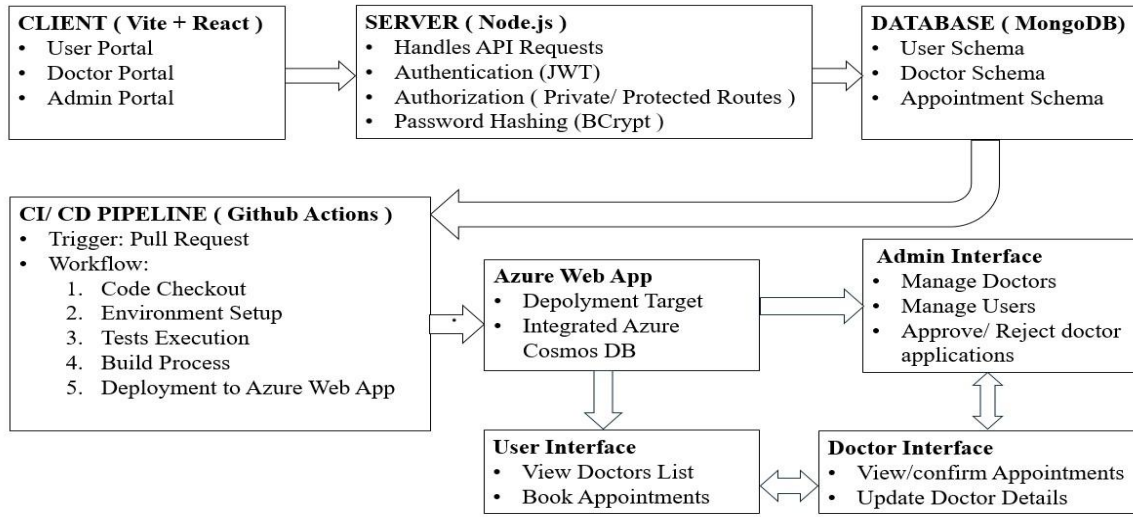 CLIENT ( Vite + React )
• User Portal
• Doctor Portal
• Admin Portal
SERVER ( Node.js )
• Handles API Requests
• Authentication (JWT)
• Authorization ( Private/ Protected Routes )
• Password Hashing (BCrypt )
DATABASE ( MongoDB)
• User Schema
• Doctor Schema
• Appointment Schema
CI/ CD PIPELINE ( Github Actions )
• Trigger: Pull Request
• Workflow:
1. Code Checkout
2. Environment Setup
3. Tests Execution
4. Build Process
5. Deployment to Azure Web App
Azure Web App
• Depolyment Target
• Integrated Azure
Cosmos DB
Admin Interface
• Manage Doctors
• Manage Users
• Approve/ Reject doctor
applications
User Interface
• View Doctors List
• Book Appointments
Doctor Interface
• View/confirm Appointments
• Update Doctor Details